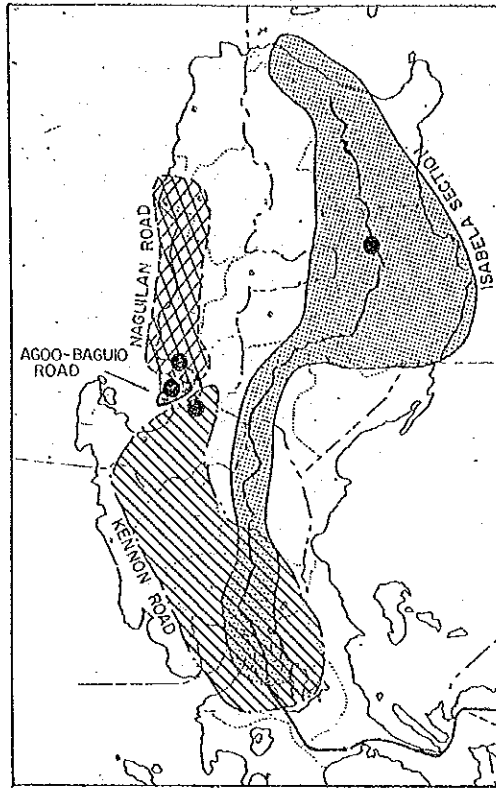 NAGUILAN ROAD
ISABELA SECTION
AGOO-BAGUIO
ROAD
KENNON ROAD